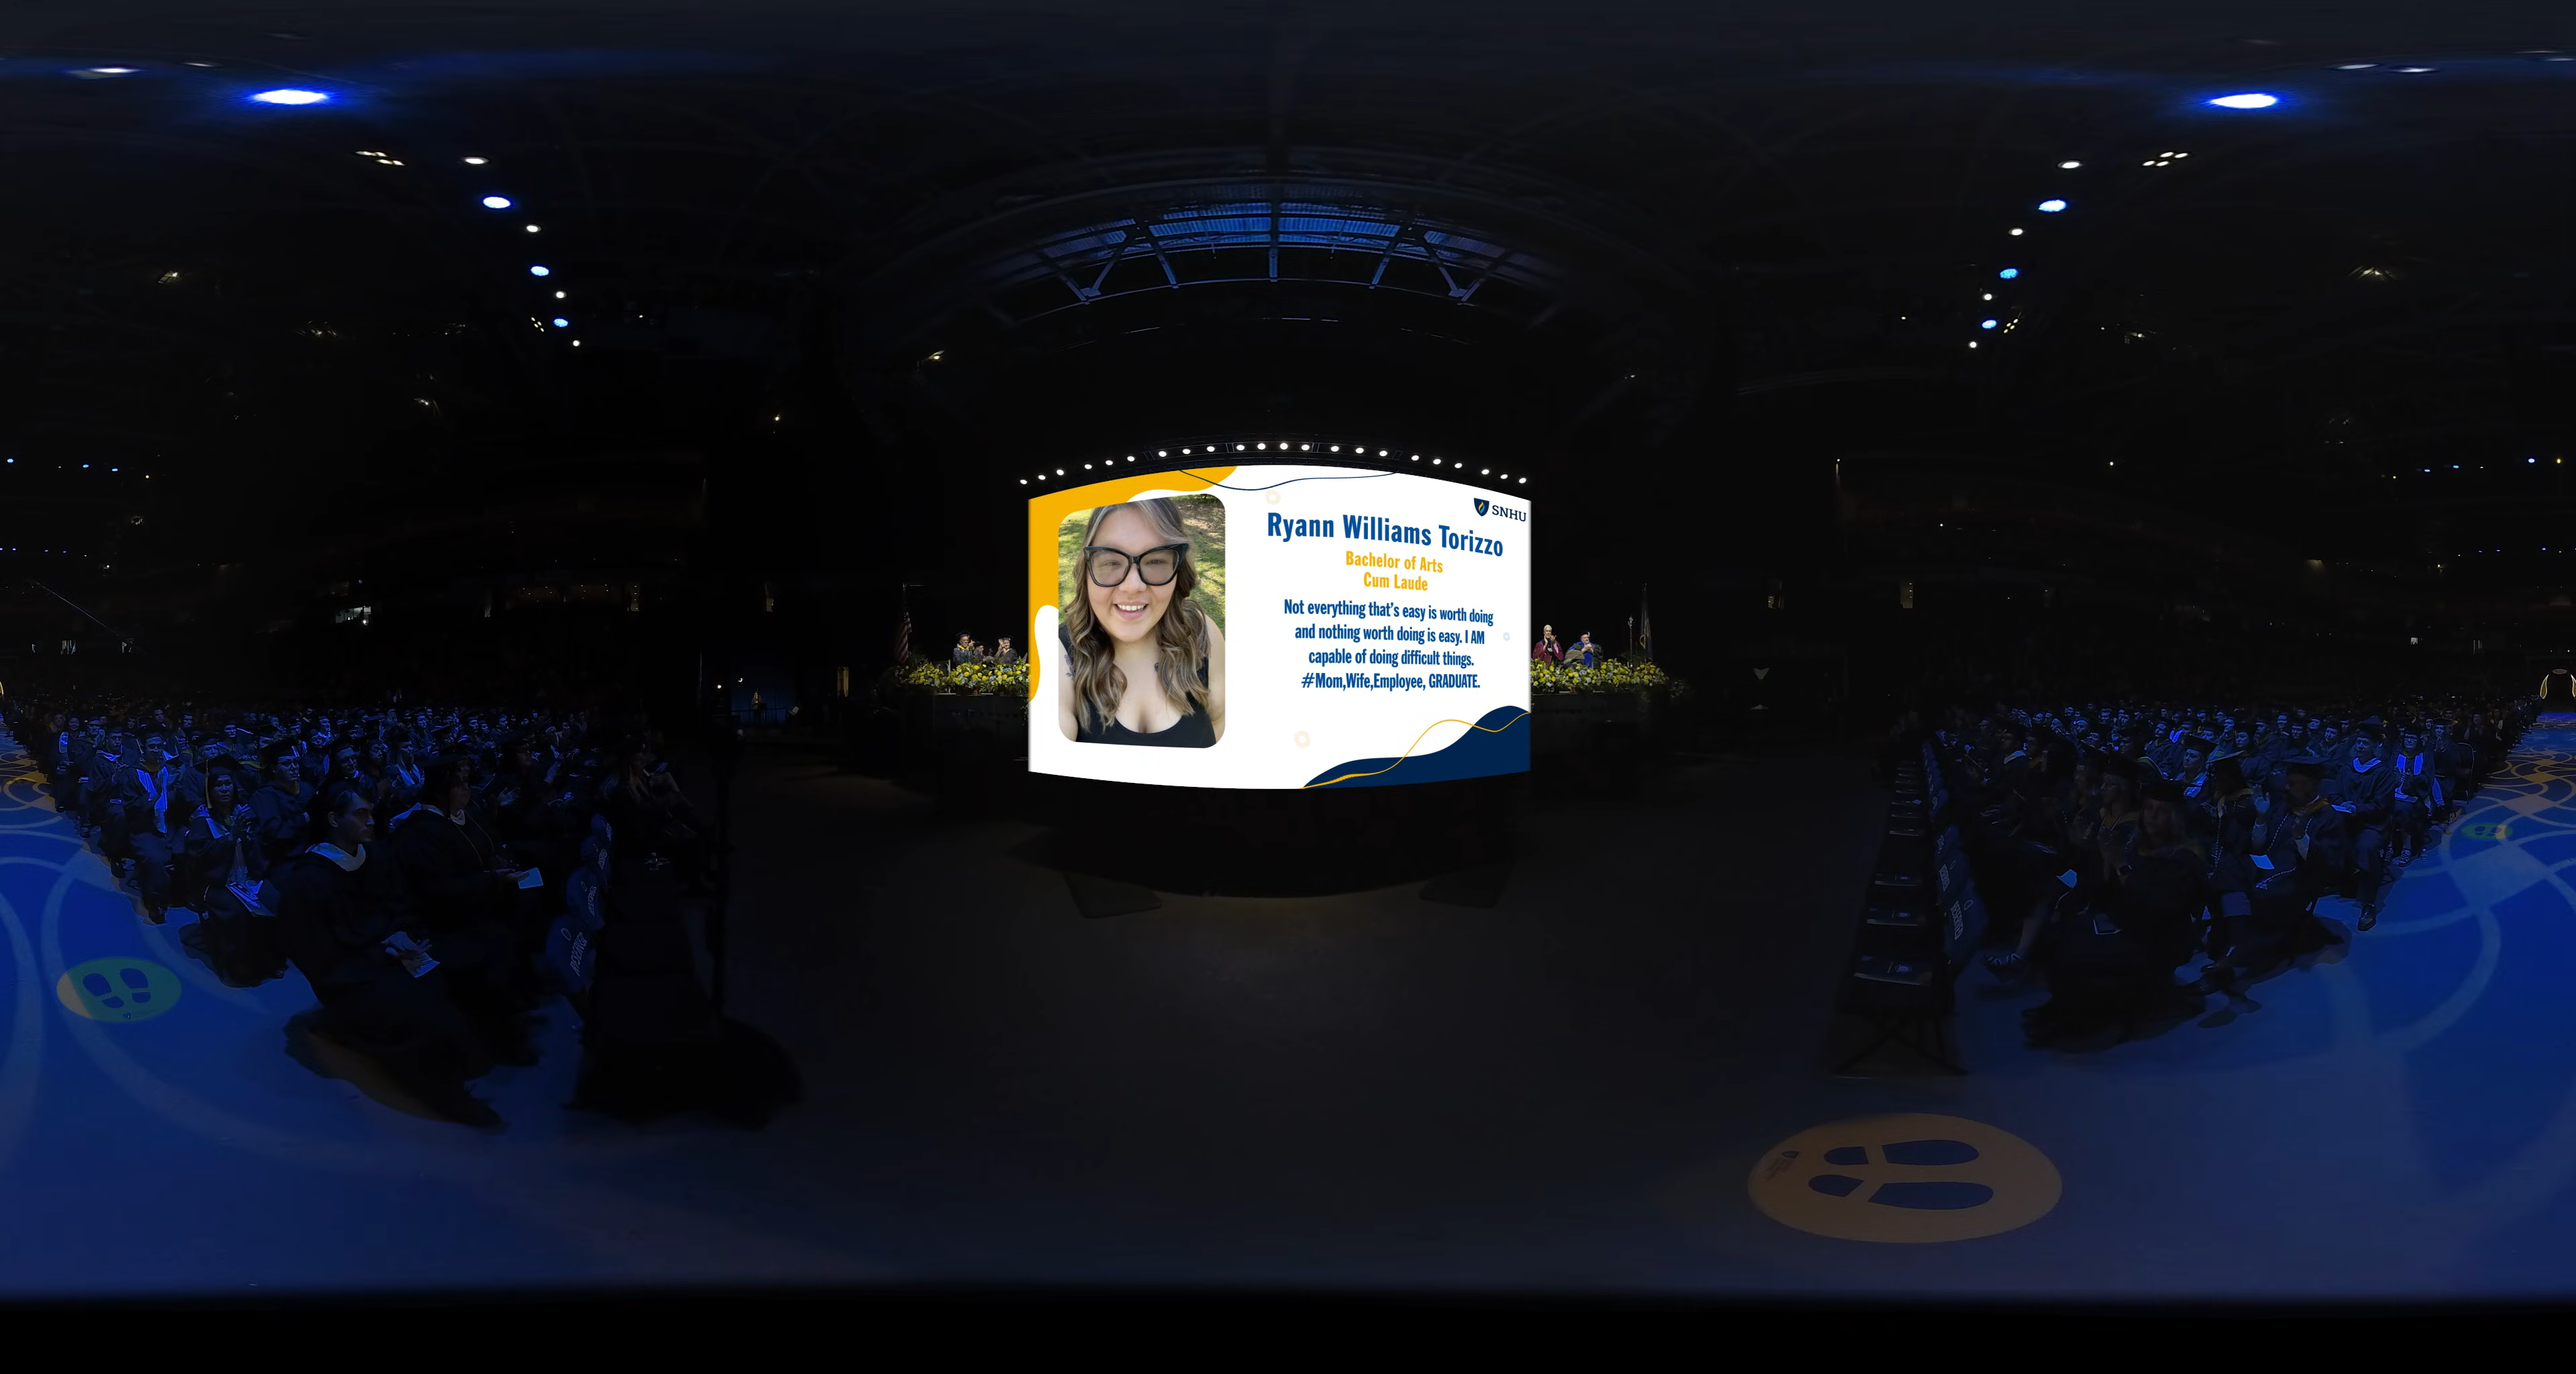 SNHU
Ryann Williams Torizzo
Bachelor of Arts
Cum Laude
Not everything that's easy is worth doing
and nothing worth doing is easy. I AM
capable of doing difficult things.
#Mom,Wife,Employee, GRADUATE.